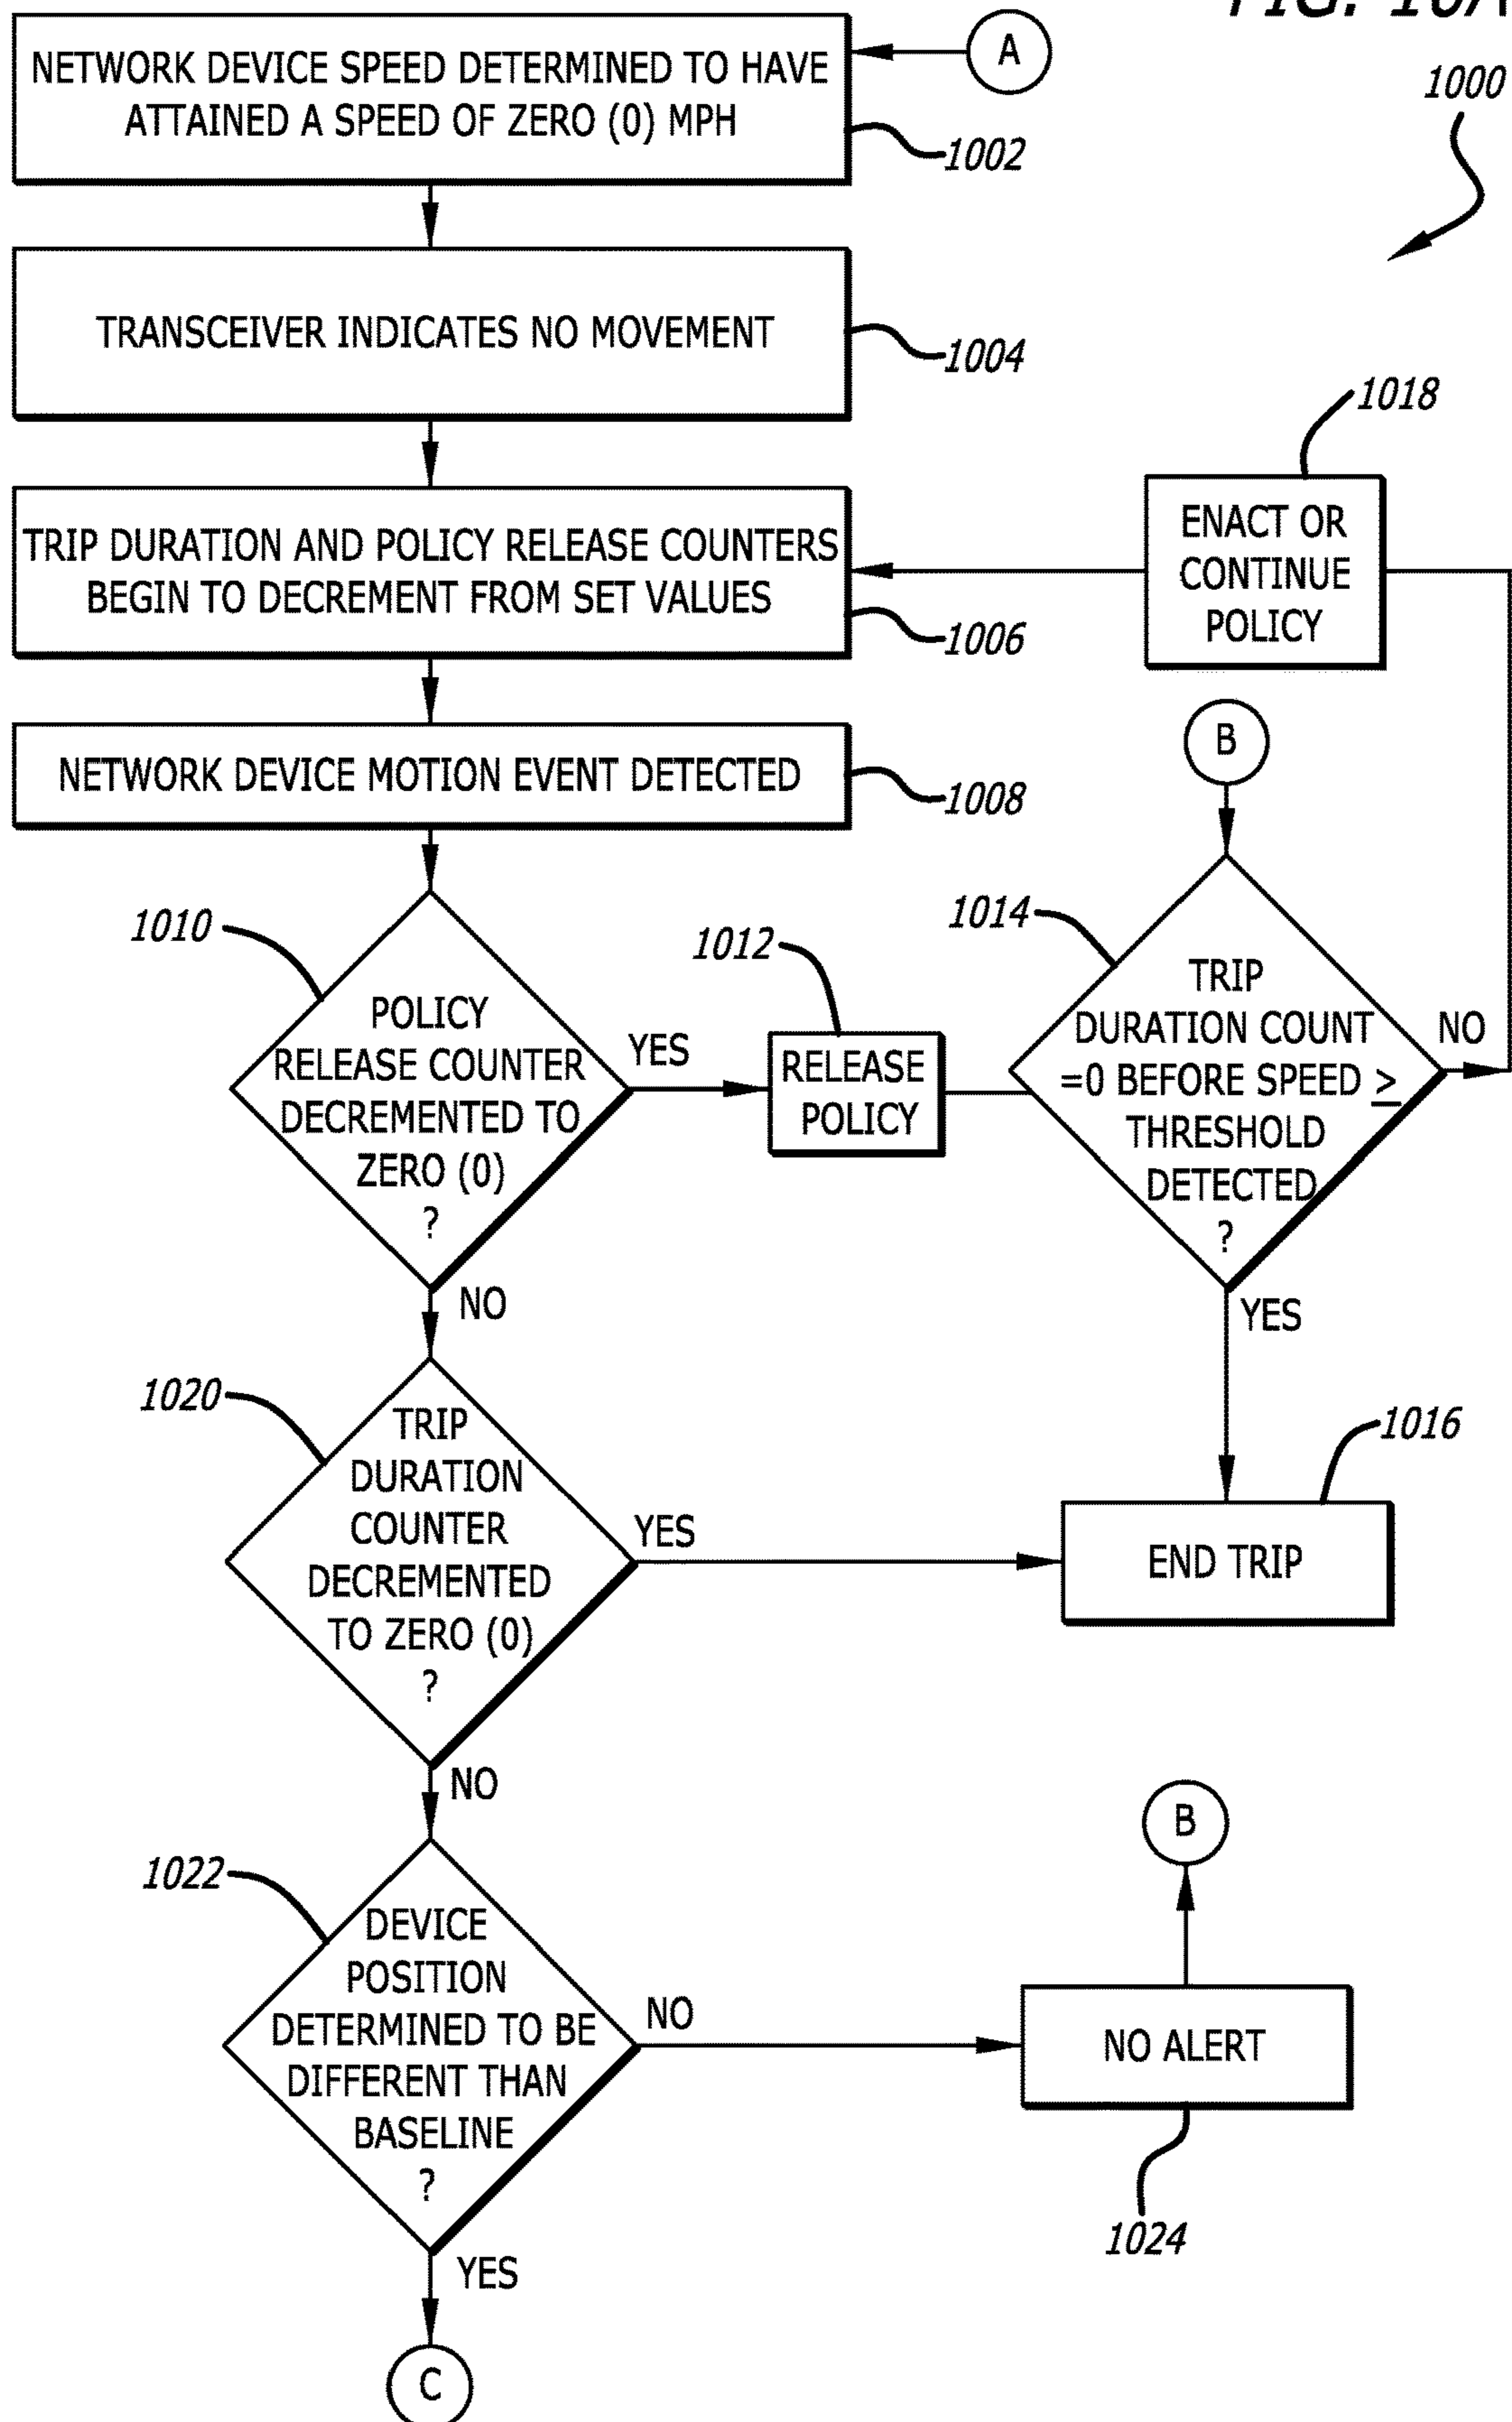 FIG. 10A
1000
NETWORK DEVICE SPEED DETERMINED TO HAVE
ATTAINED A SPEED OF ZERO (0) MPH
A
1002
TRANSCEIVER INDICATES NO MOVEMENT
1004
TRIP DURATION AND POLICY RELEASE COUNTERS
BEGIN TO DECREMENT FROM SET VALUES
1006
1018
ENACT OR
CONTINUE
POLICY
NETWORK DEVICE MOTION EVENT DETECTED
1008
B
1010
POLICY
RELEASE COUNTER
DECREMENTED TO
ZERO (0)
?
YES
NO
1012
RELEASE
POLICY
1014
TRIP
DURATION COUNT
=0 BEFORE SPEED ≥
THRESHOLD
DETECTED
?
NO
YES
1020
TRIP
DURATION
COUNTER
DECREMENTED
TO ZERO (0)
?
YES
NO
1016
END TRIP
1022
DEVICE
POSITION
DETERMINED TO BE
DIFFERENT THAN
BASELINE
?
NO
YES
B
NO ALERT
1024
C